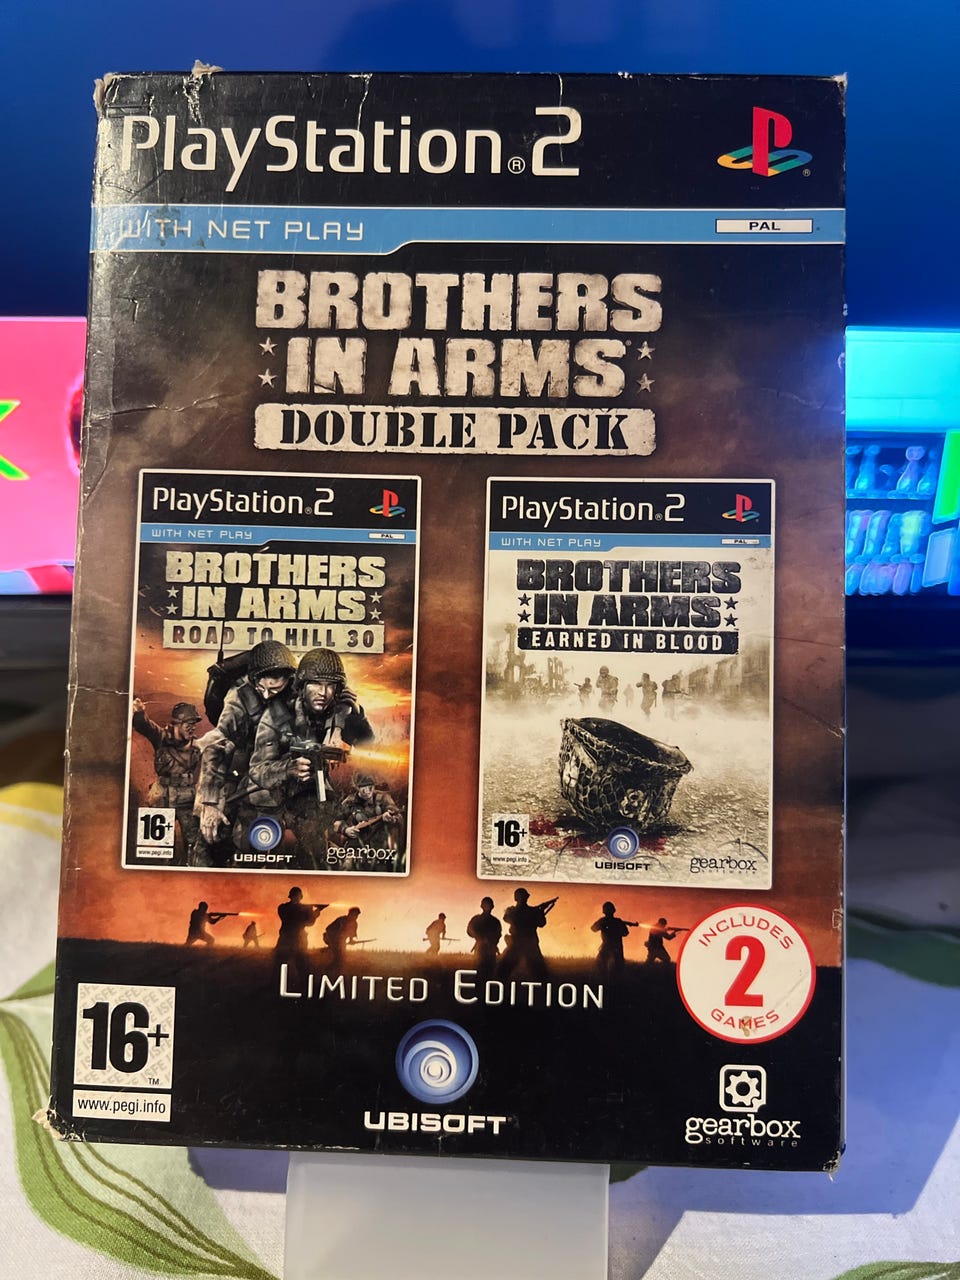 PlayStation®2
WITH NET PLAY
PAL
BROTHERS
IN ARMS
DOUBLE PACK
PlayStation®2
WITH NET PLAY
PAL
BROTHERS
IN ARMS
ROAD TO HILL 30
16+
www.pegi.info
UBISOFT
gearbox
software
PlayStation®2
WITH NET PLAY
PAL
BROTHERS
IN ARMS
EARNED IN BLOOD
16+
www.pegi.info
UBISOFT
gearbox
software
INCLUDES
2
GAMES
LIMITED EDITION
16+
TM
www.pegi.info
UBISOFT
gearbox
software